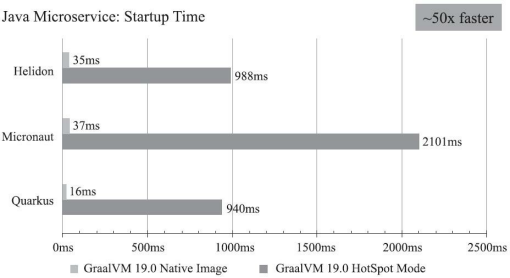 Java Microservice: Startup Time
~50x faster
Helidon
35ms
988ms
Micronaut
37ms
2101ms
Quarkus
16ms
940ms
0ms 500ms 1000ms 1500ms 2000ms 2500ms
GraalVM 19.0 Native Image GraalVM 19.0 HotSpot Mode